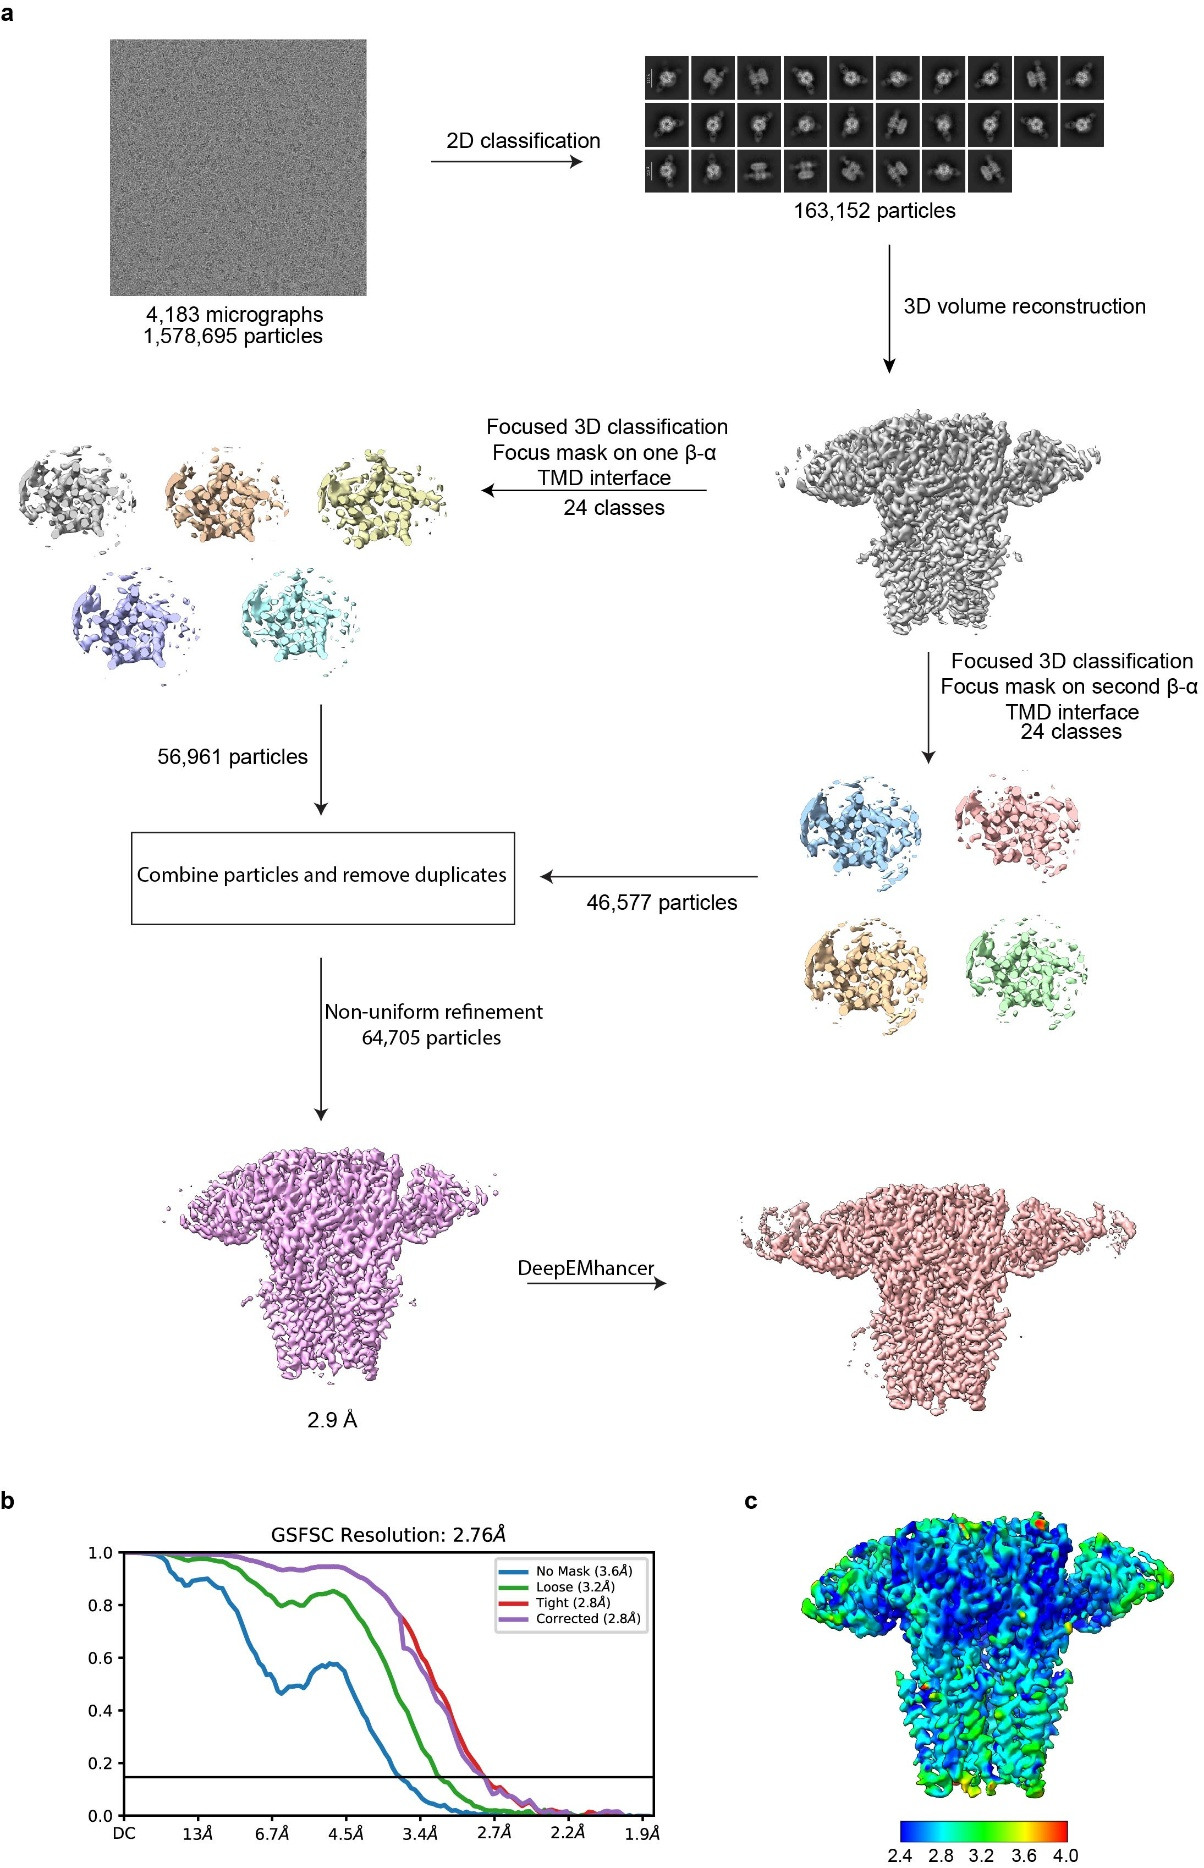 a
2D classification
163,152 particles
4,183 micrographs
1,578,695 particles
3D volume reconstruction
Focused 3D classification
Focus mask on one β-α
TMD interface
24 classes
Focused 3D classification
Focus mask on second β-α
TMD interface
24 classes
56,961 particles
Combine particles and remove duplicates
46,577 particles
Non-uniform refinement
64,705 particles
DeepEMhancer
2.9 Å
b
GSFSC Resolution: 2.76Å
1.0
0.8
0.6
0.4
0.2
0.0
No Mask (3.6Å)
Loose (3.2Å)
Tight (2.8Å)
Corrected (2.8Å)
DC 13Å 6.7Å 4.5Å 3.4Å 2.7Å 2.2Å 1.9Å
c
2.4 2.8 3.2 3.6 4.0